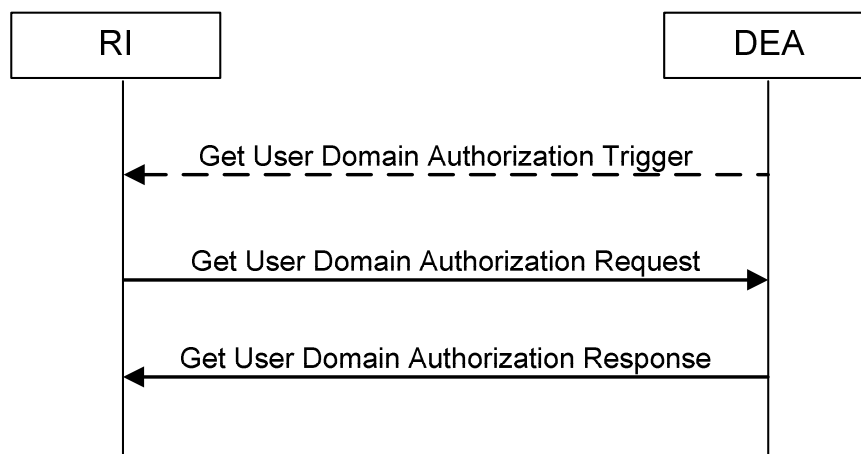 RI
DEA
Get User Domain Authorization Trigger
Get User Domain Authorization Request
Get User Domain Authorization Response